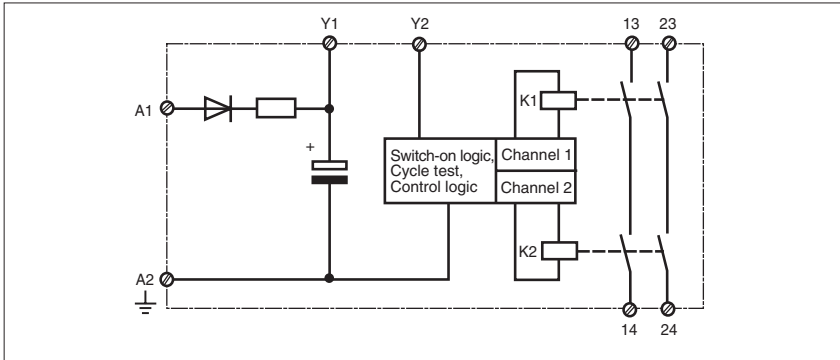 Y1 Y2 13 23
A1
K1
+
Switch-on logic, Channel 1
Cycle test,
Control logic Channel 2
K2
A2
14 24